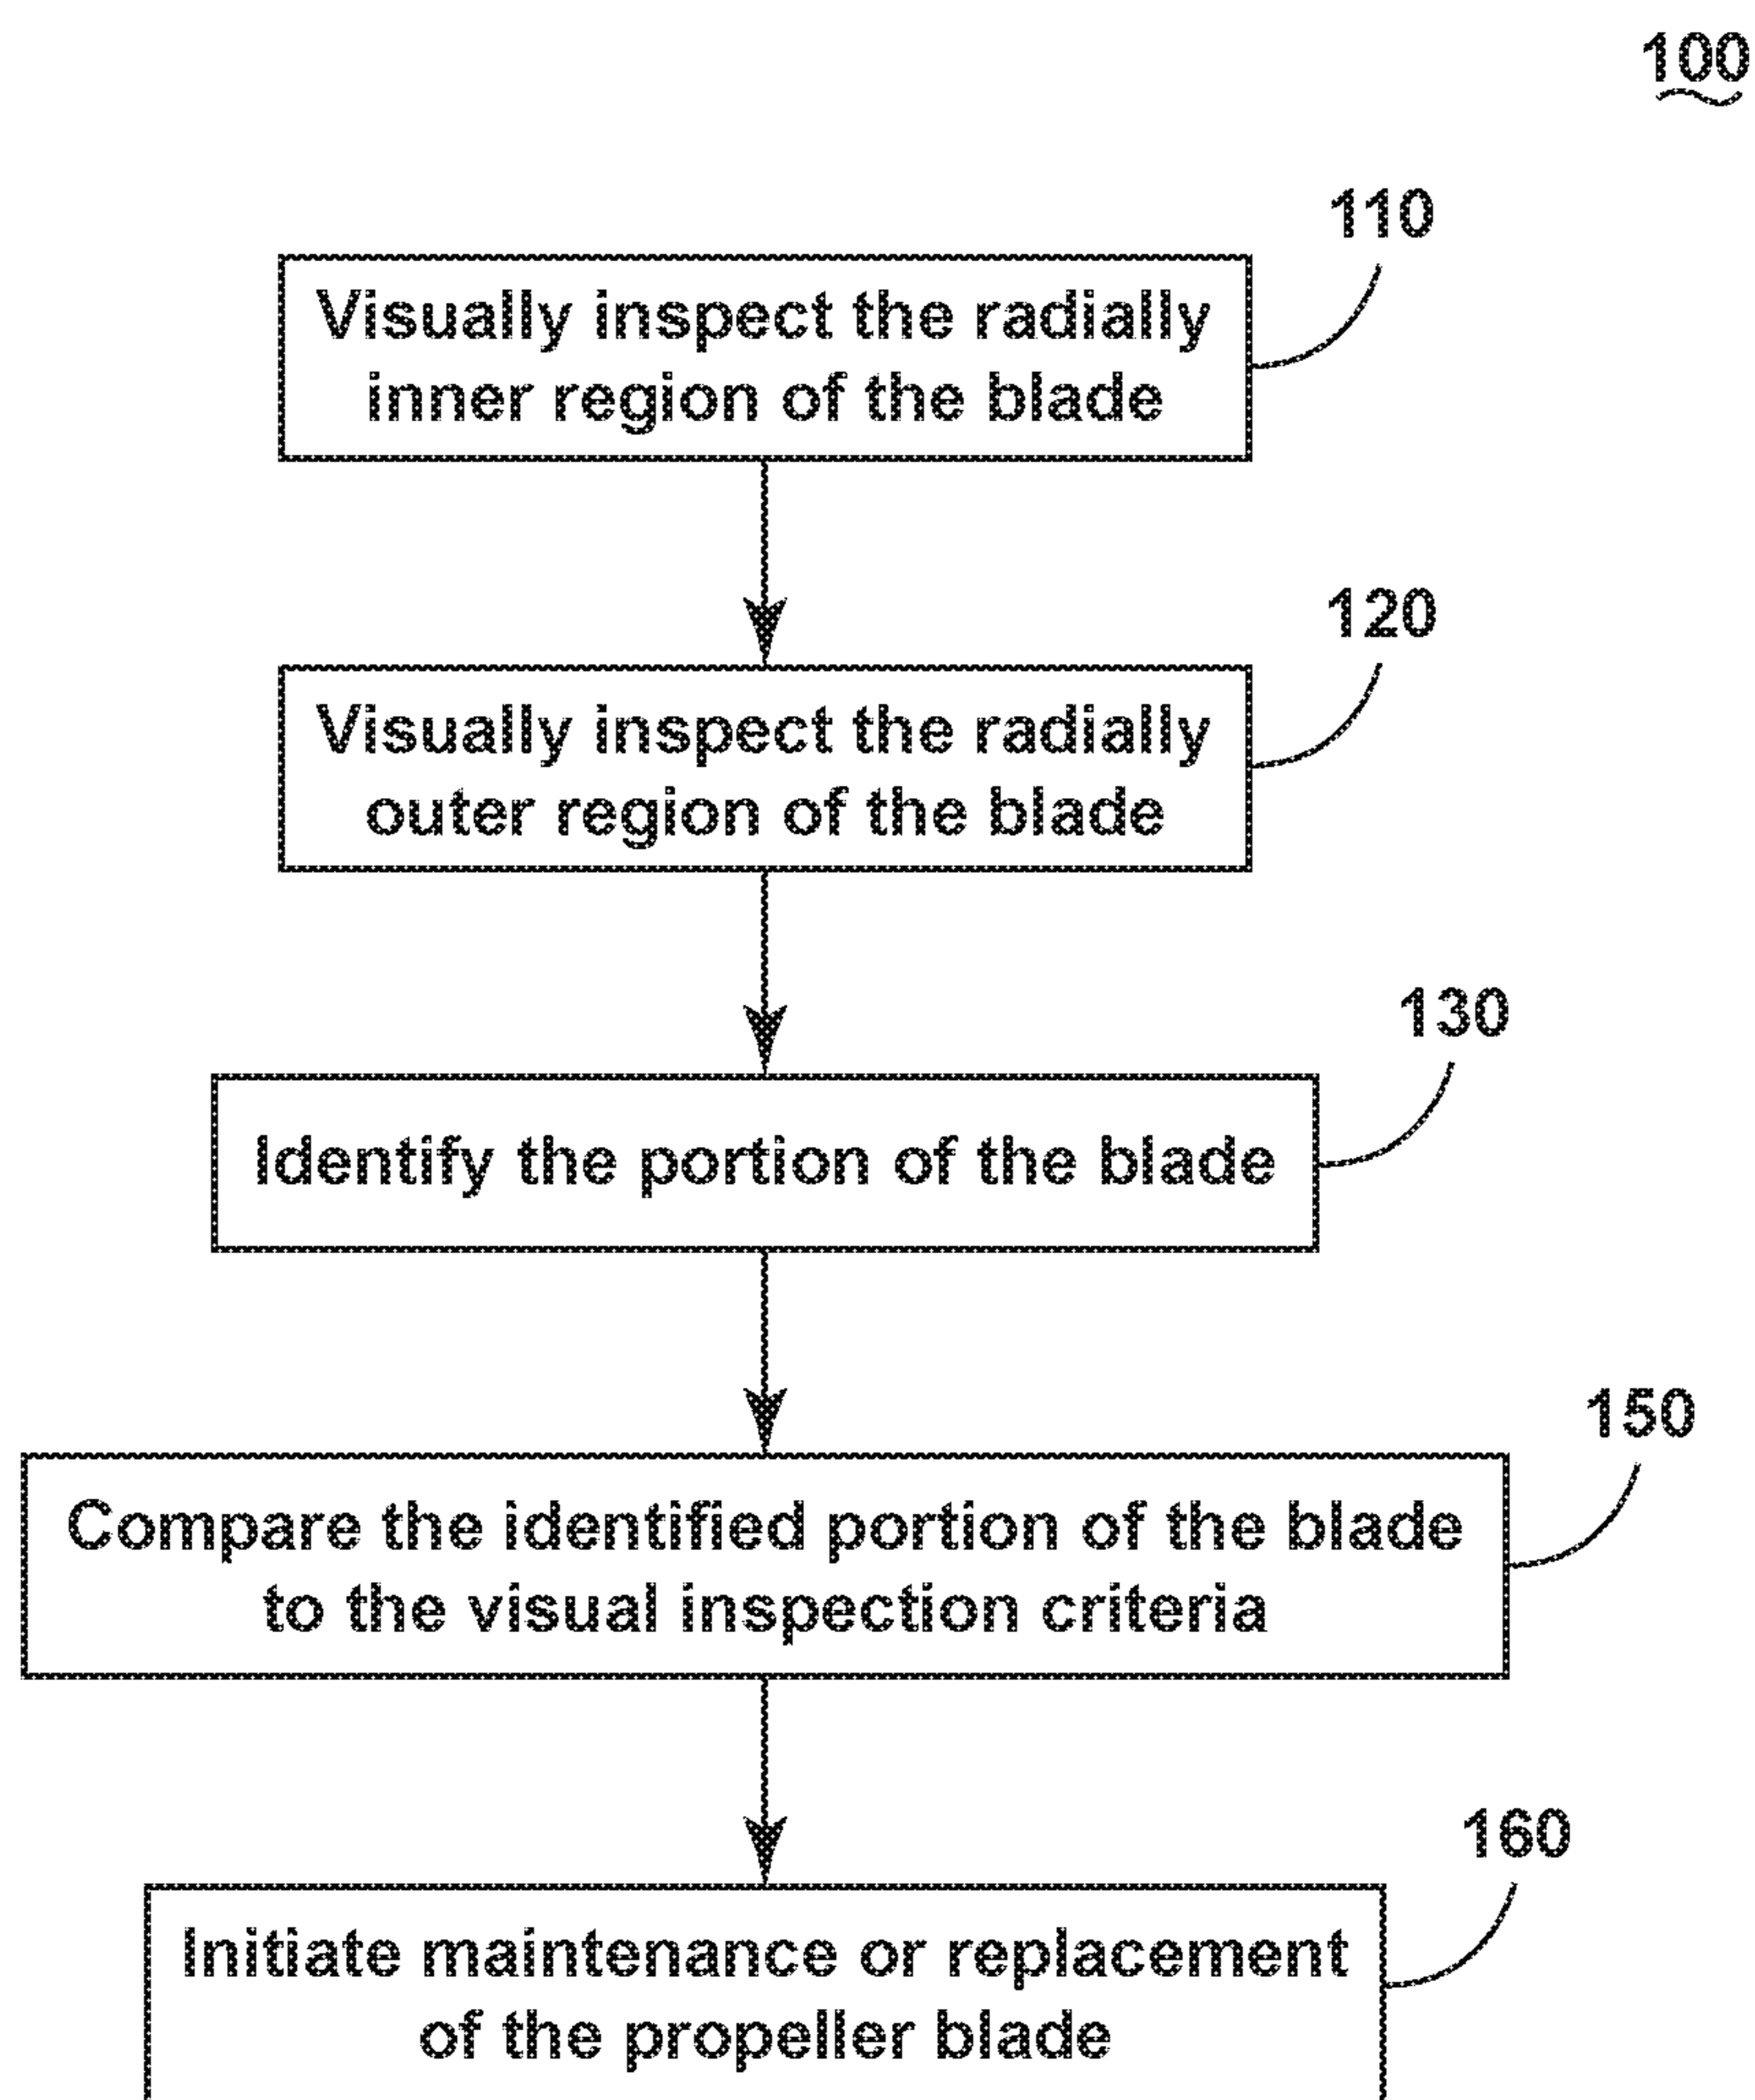 100
110
Visually inspect the radially
inner region of the blade
120
Visually inspect the radially
outer region of the blade
130
Identify the portion of the blade
150
Compare the identified portion of the blade
to the visual inspection criteria
160
Initiate maintenance or replacement
of the propeller blade